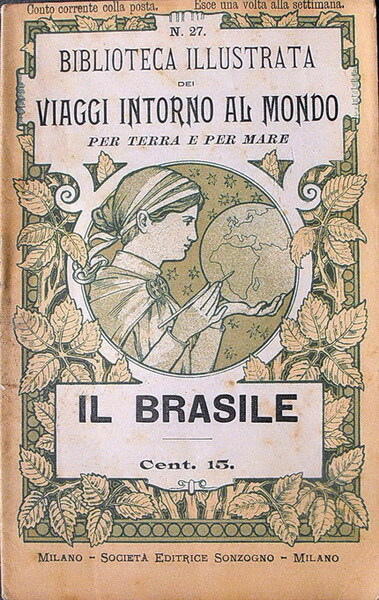 Conto corrente colla posta. Esce una volta alla settimana.
N. 27.
BIBLIOTECA ILLUSTRATA
DEI
VIAGGI INTORNO AL MONDO
PER TERRA E PER MARE
IL BRASILE
Cent. 15.
MILANO - SOCIETÀ EDITRICE SONZOGNO - MILANO